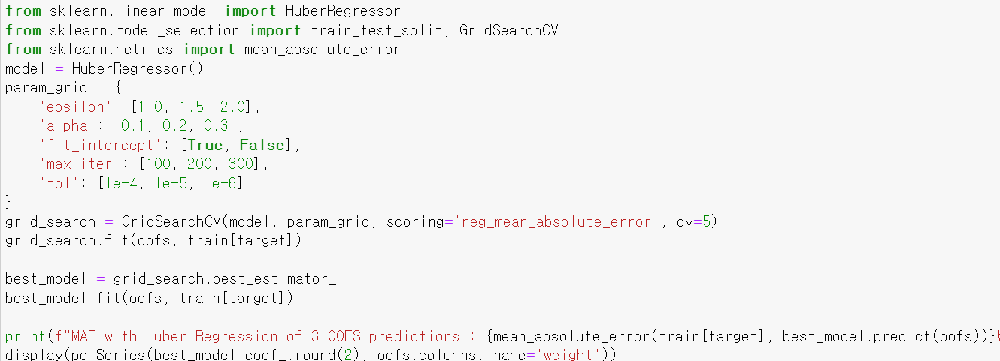 from sklearn.linear_model import HuberRegressor
from sklearn.model_selection import train_test_split, GridSearchCV
from sklearn.metrics import mean_absolute_error
model = HuberRegressor()
param_grid = {
    'epsilon': [1.0, 1.5, 2.0],
    'alpha': [0.1, 0.2, 0.3],
    'fit_intercept': [True, False],
    'max_iter': [100, 200, 300],
    'tol': [1e-4, 1e-5, 1e-6]
}
grid_search = GridSearchCV(model, param_grid, scoring='neg_mean_absolute_error', cv=5)
grid_search.fit(oofs, train[target])

best_model = grid_search.best_estimator_
best_model.fit(oofs, train[target])

print(f"MAE with Huber Regression of 3 OOFS predictions : {mean_absolute_error(train[target], best_model.predict(oofs))}
display(pd.Series(best_model.coef_.round(2), oofs.columns, name='weight'))